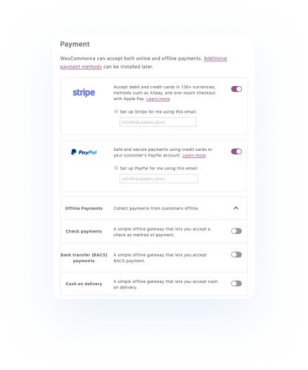 Payment
WooCommerce can accept both online and offline payments. Additional
payment methods can be installed later.
stripe
Accept debit and credit cards in 135+ currencies,
methods such as Alipay, and one-touch checkout
with Apple Pay. Learn more.
Set up Stripe for me using this email:
PayPal
Safe and secure payments using credit cards or
your customer's PayPal account. Learn more.
Set up PayPal for me using this email:
Offline Payments
Collect payments from customers offline.
Check payments
A simple offline gateway that lets you accept a
check as method of payment.
Bank transfer (BACS)
payments
A simple offline gateway that lets you accept
BACS payment.
Cash on delivery
A simple offline gateway that lets you accept cash
on delivery.